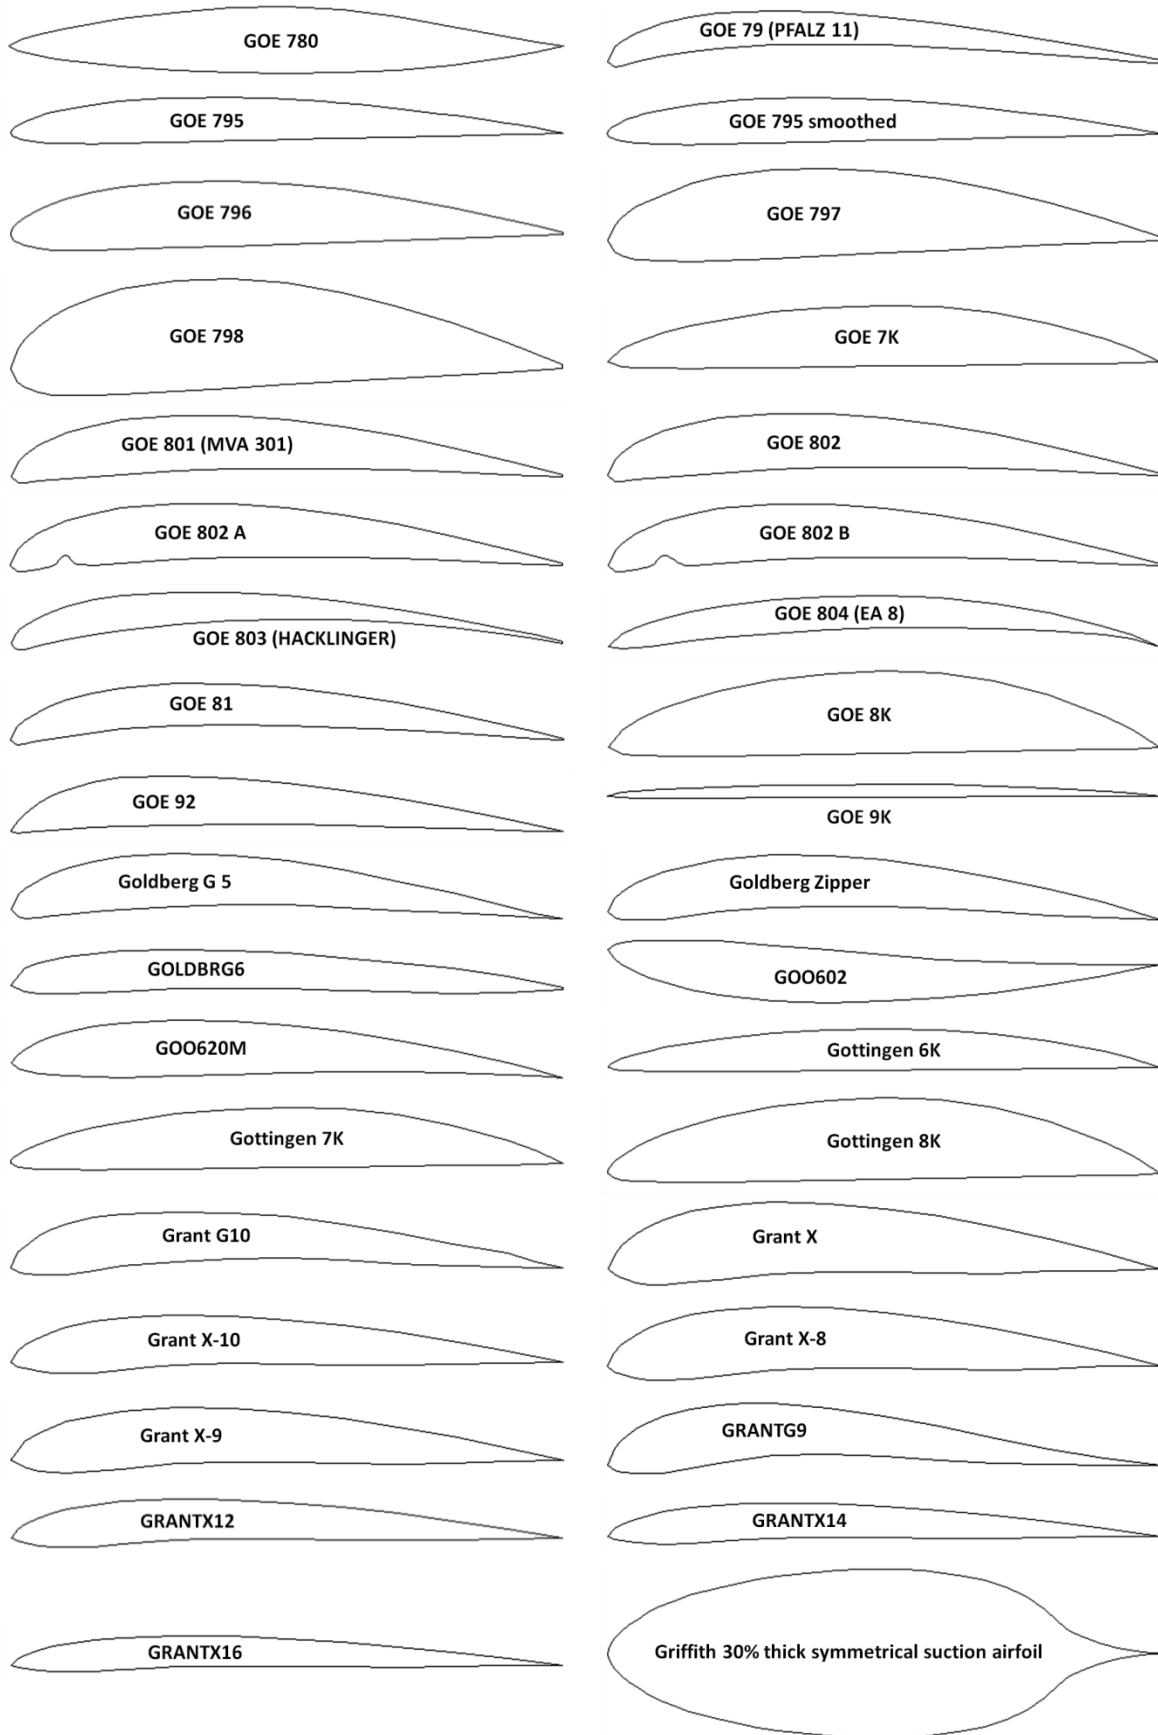 GOE 780
GOE 79 (PFALZ 11)
GOE 795
GOE 795 smoothed
GOE 796
GOE 797
GOE 798
GOE 7K
GOE 801 (MVA 301)
GOE 802
GOE 802 A
GOE 802 B
GOE 803 (HACKLINGER)
GOE 804 (EA 8)
GOE 81
GOE 8K
GOE 92
GOE 9K
Goldberg G 5
Goldberg Zipper
GOLDBRG6
GOO602
GOO620M
Gottingen 6K
Gottingen 7K
Gottingen 8K
Grant G10
Grant X
Grant X-10
Grant X-8
Grant X-9
GRANTG9
GRANTX12
GRANTX14
GRANTX16
Griffith 30% thick symmetrical suction airfoil